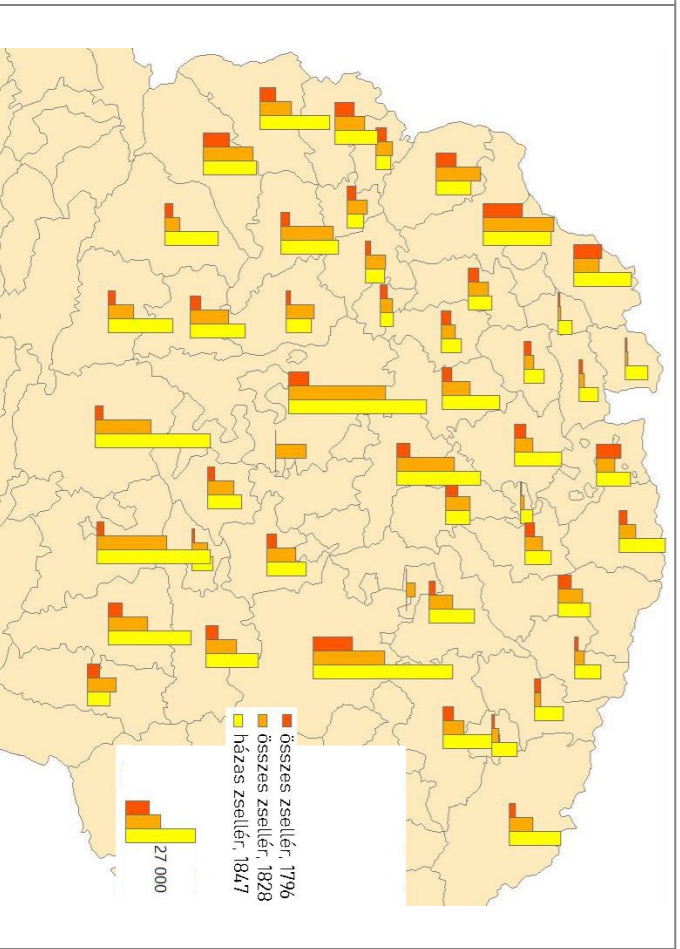 összes zsellér, 1796
összes zsellér, 1828
házas zsellér, 1847
27 000